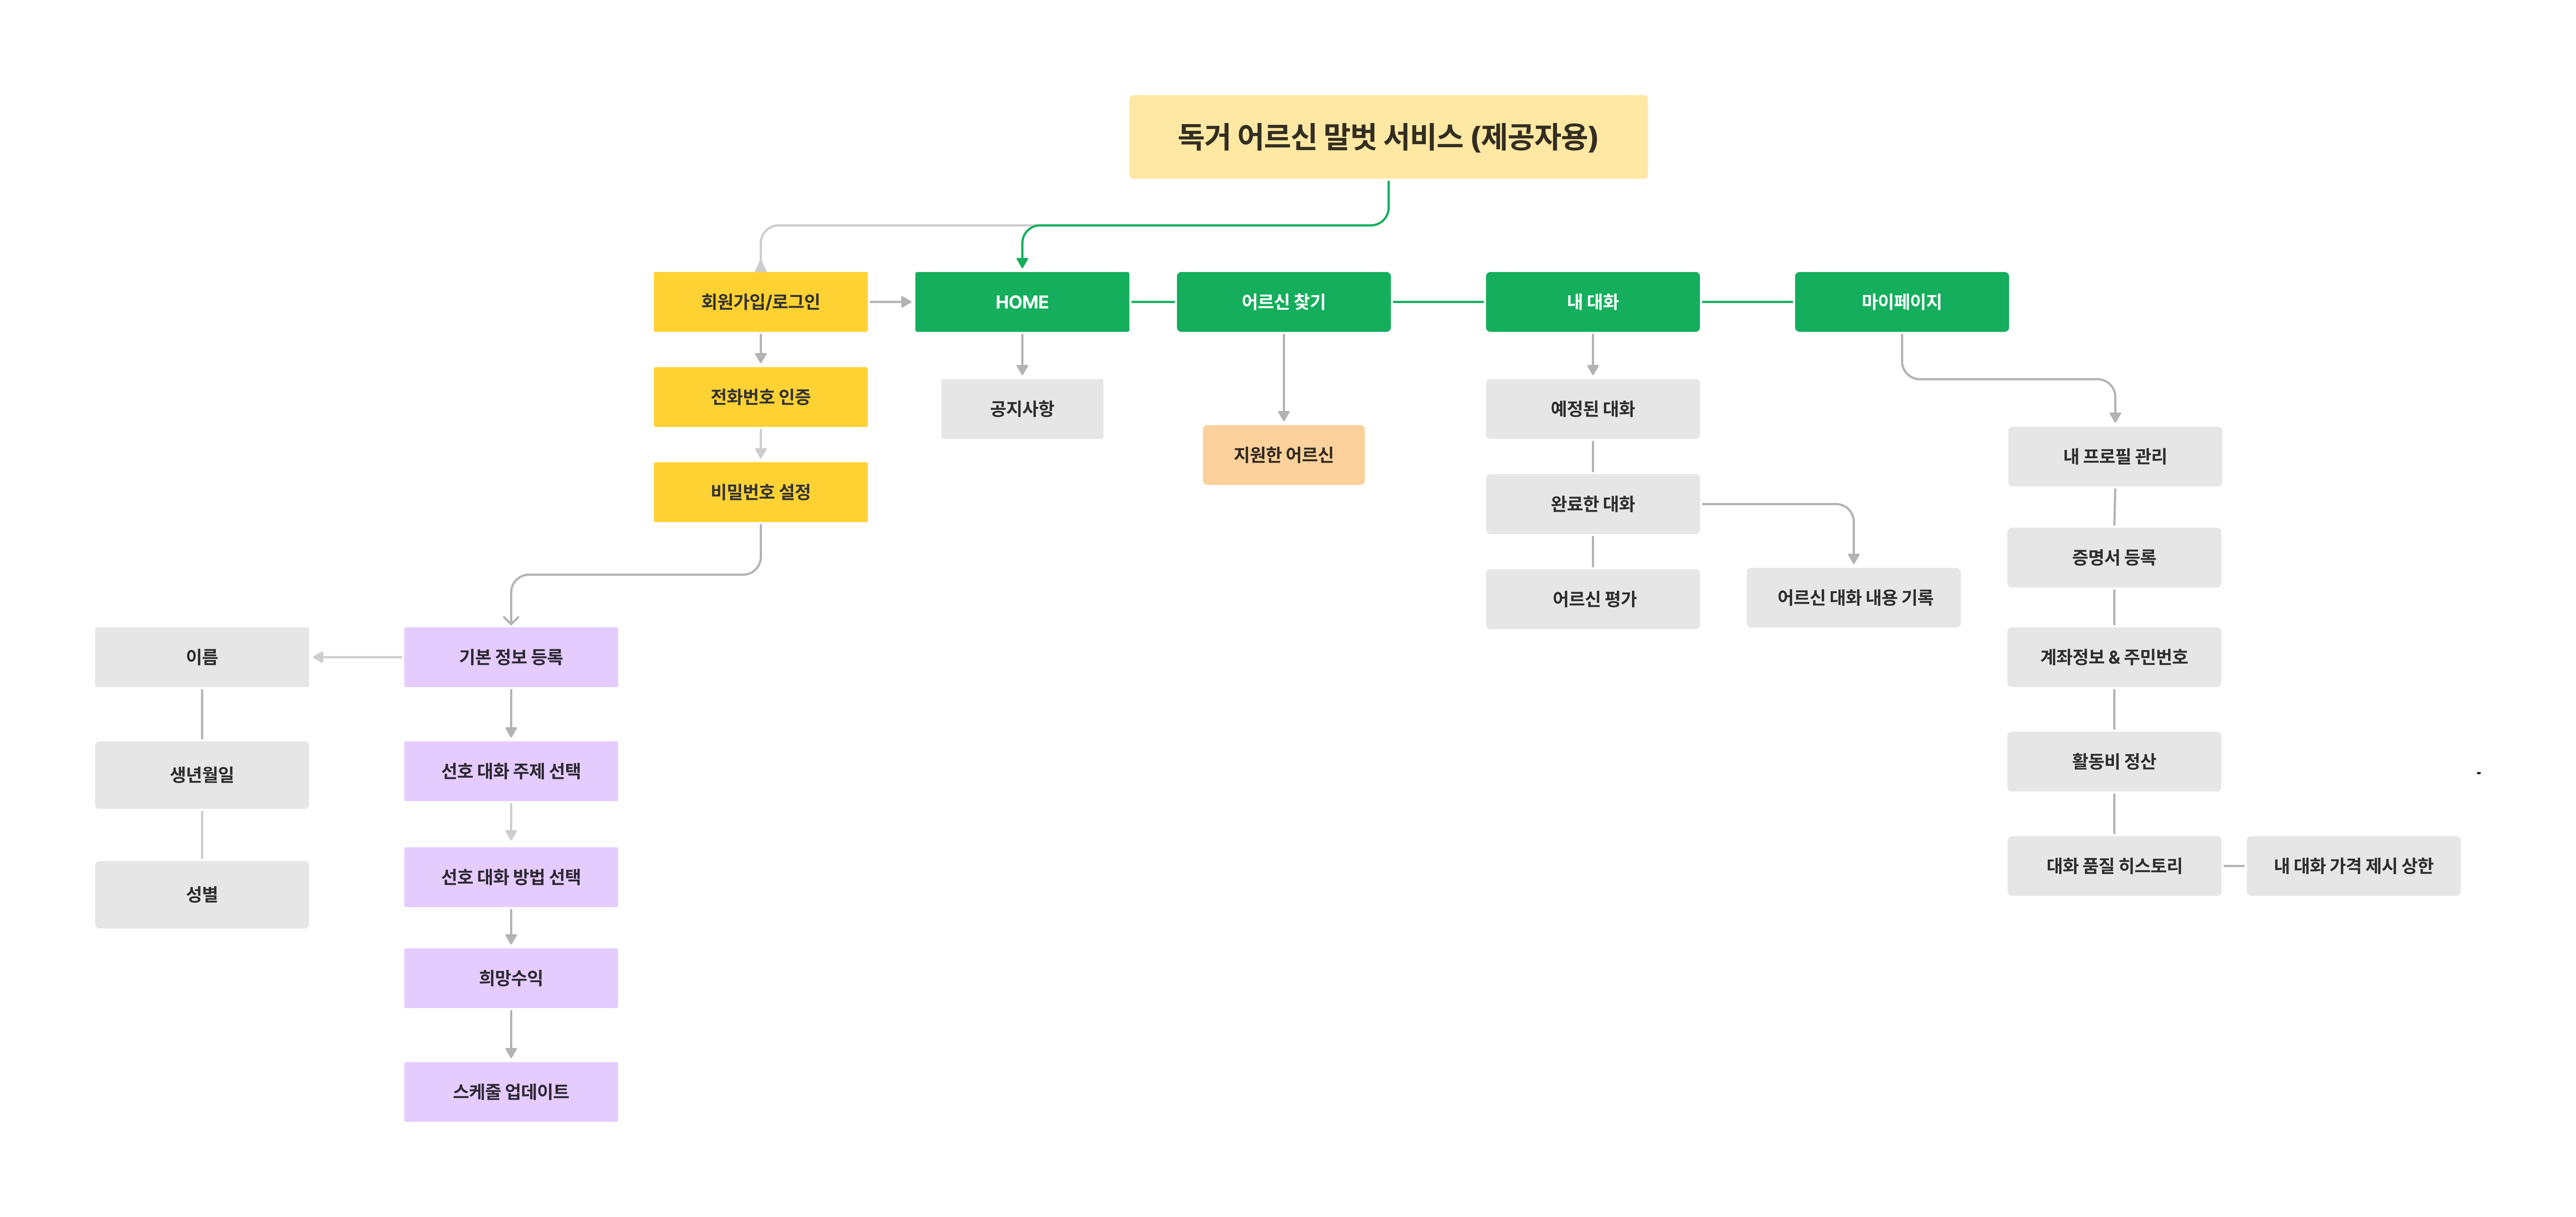 독거 어르신 말벗 서비스 (제공자용)
회원가입/로그인
HOME
어르신 찾기
내 대화
마이페이지
전화번호 인증
공지사항
예정된 대화
지원한 어르신
내 프로필 관리
비밀번호 설정
완료한 대화
증명서 등록
어르신 평가
어르신 대화 내용 기록
이름
기본 정보 등록
계좌정보 & 주민번호
생년월일
선호 대화 주제 선택
활동비 정산
-
성별
선호 대화 방법 선택
대화 품질 히스토리
내 대화 가격 제시 상한
희망수익
스케줄 업데이트